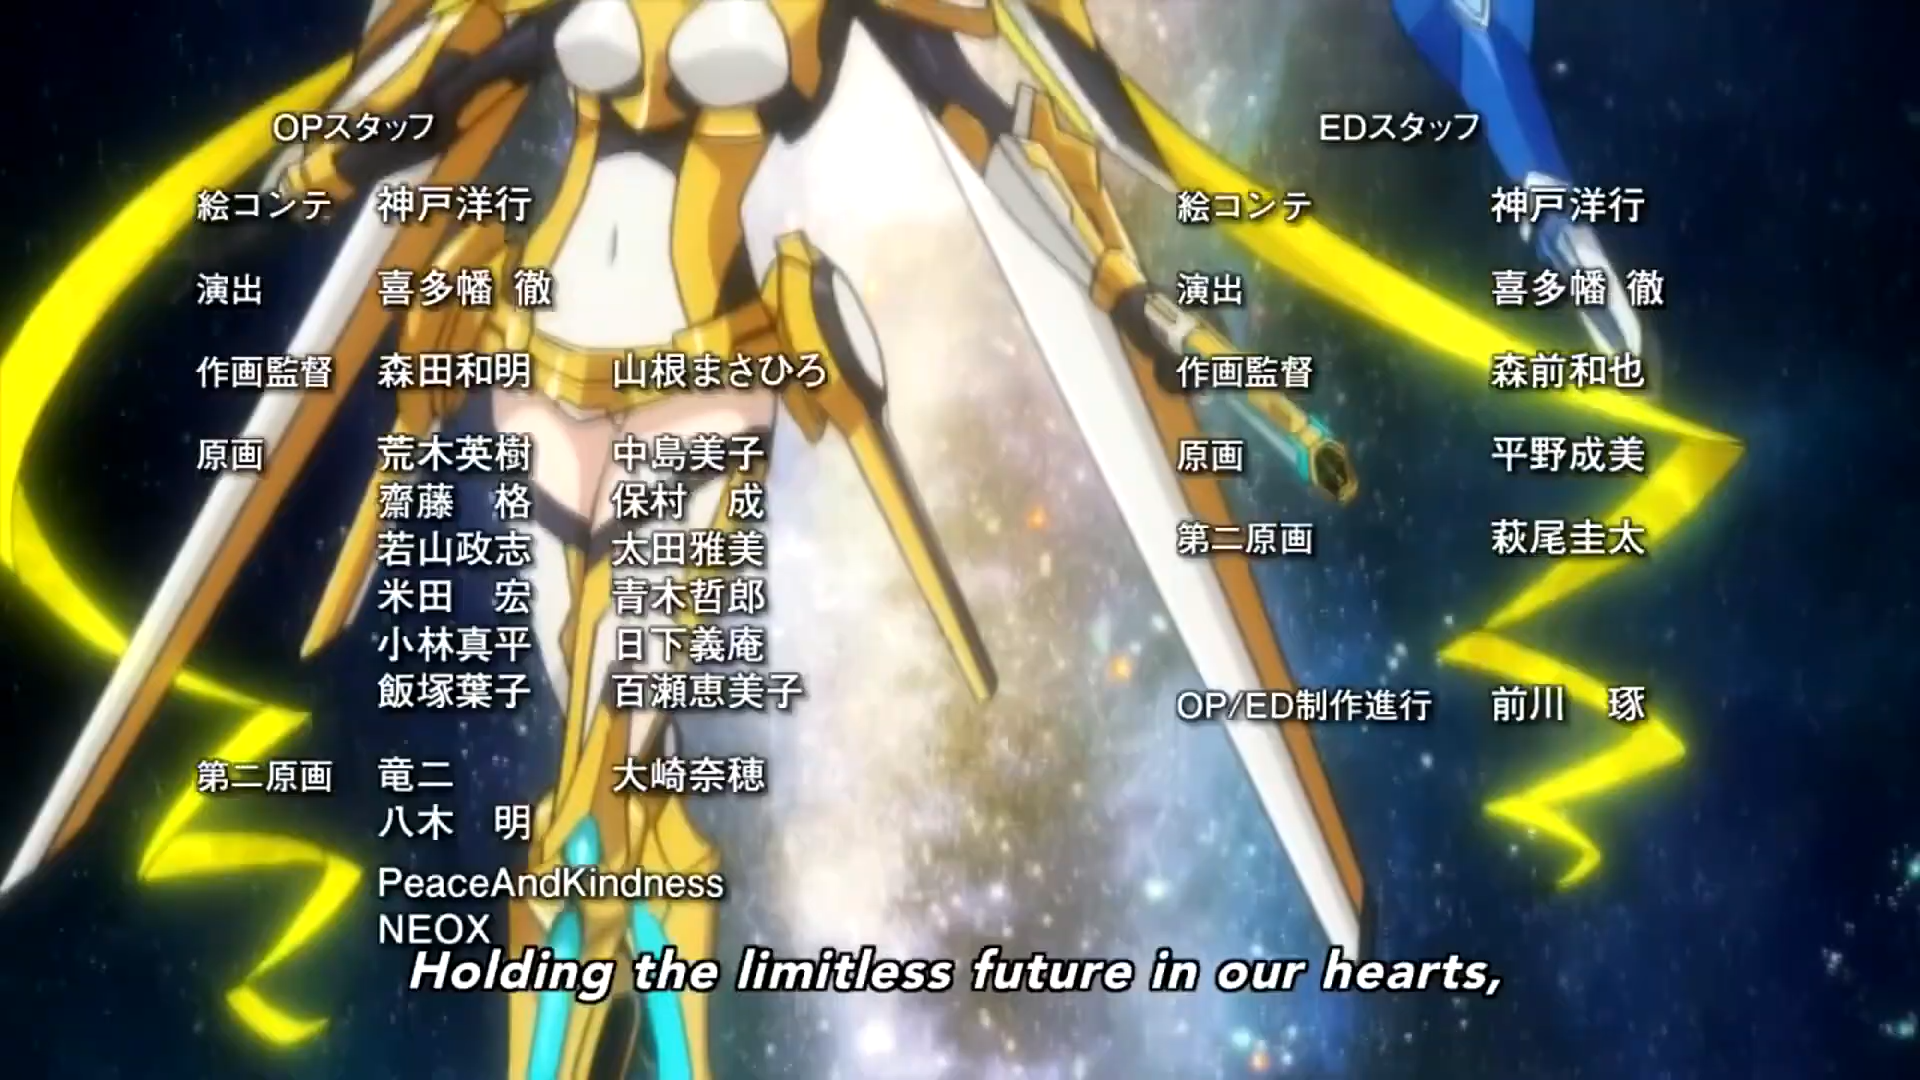 OPスタッフ
絵コンテ 神戸洋行
演出 喜多幡 徹
作画監督 森田和明 山根まさひろ
原画 荒木英樹 中島美子
齋藤 格 保村 成
若山政志 太田雅美
米田 宏 青木哲郎
小林真平 日下義庵
飯塚葉子 百瀬恵美子
第二原画 竜二 大崎奈穂
八木 明
PeaceAndKindness
NEOX
EDスタッフ
絵コンテ 神戸洋行
演出 喜多幡 徹
作画監督 森前和也
原画 平野成美
第二原画 萩尾圭太
OP/ED制作進行 前川 琢
Holding the limitless future in our hearts,